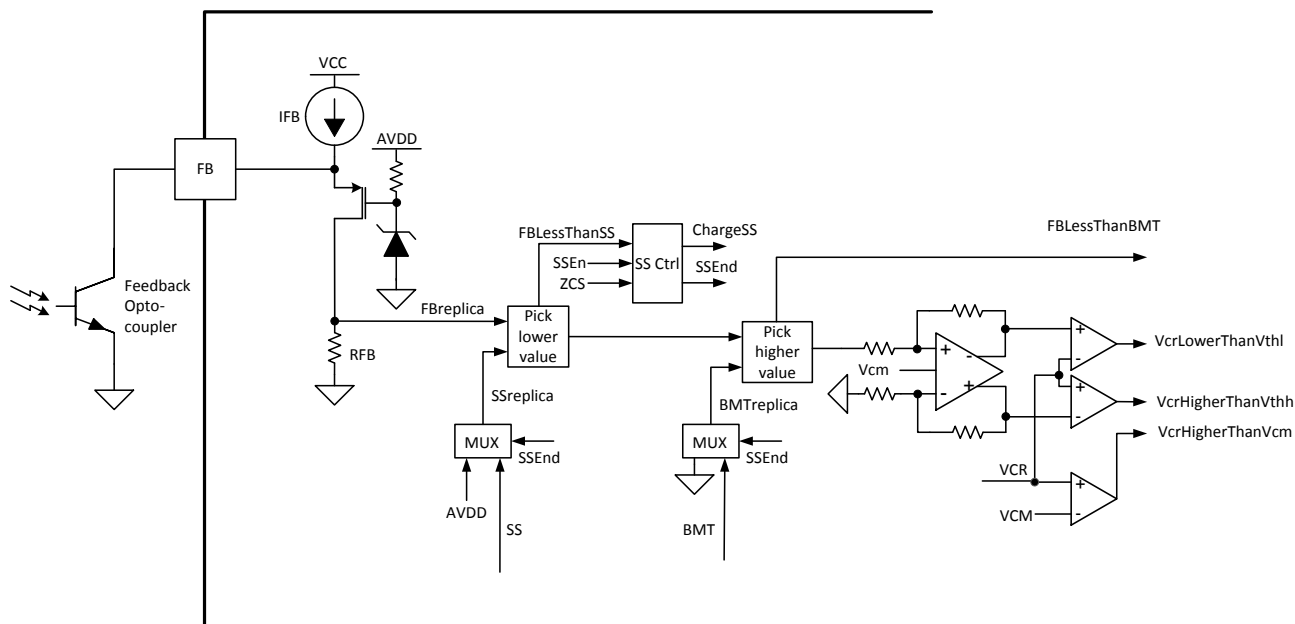 VCC
IFB
AVDD
FB
Feedback
Opto-
coupler
RFB
FBreplica
FBLessThanSS
SSEn
ZCS
SS Ctrl
ChargeSS
SSEnd
Pick
lower
value
SSreplica
MUX
SSEnd
AVDD
SS
FBLessThanBMT
Pick
higher
value
BMTreplica
MUX
SSEnd
BMT
Vcm
+
-
-
+
+
-
+
-
+
-
VCR
VCM
VcrLowerThanVthl
VcrHigherThanVthh
VcrHigherThanVcm